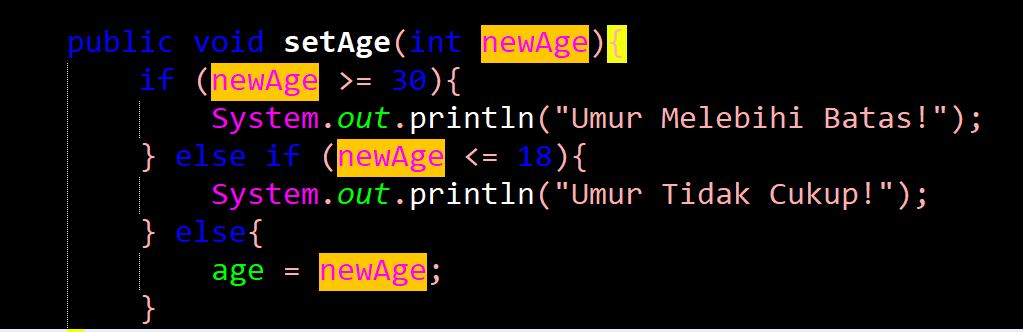 public void setAge(int newAge){
if (newAge >= 30){
System.out.println("Umur Melebihi Batas!");
} else if (newAge <= 18){
System.out.println("Umur Tidak Cukup!");
} else{
age = newAge;
}